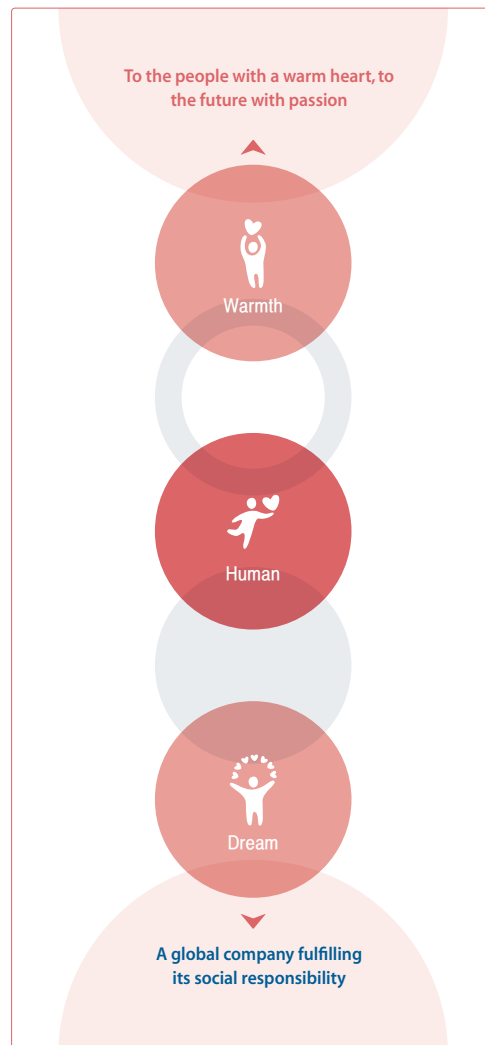 To the people with a warm heart, to
the future with passion
Warmth
Human
Dream
A global company fulfilling
its social responsibility